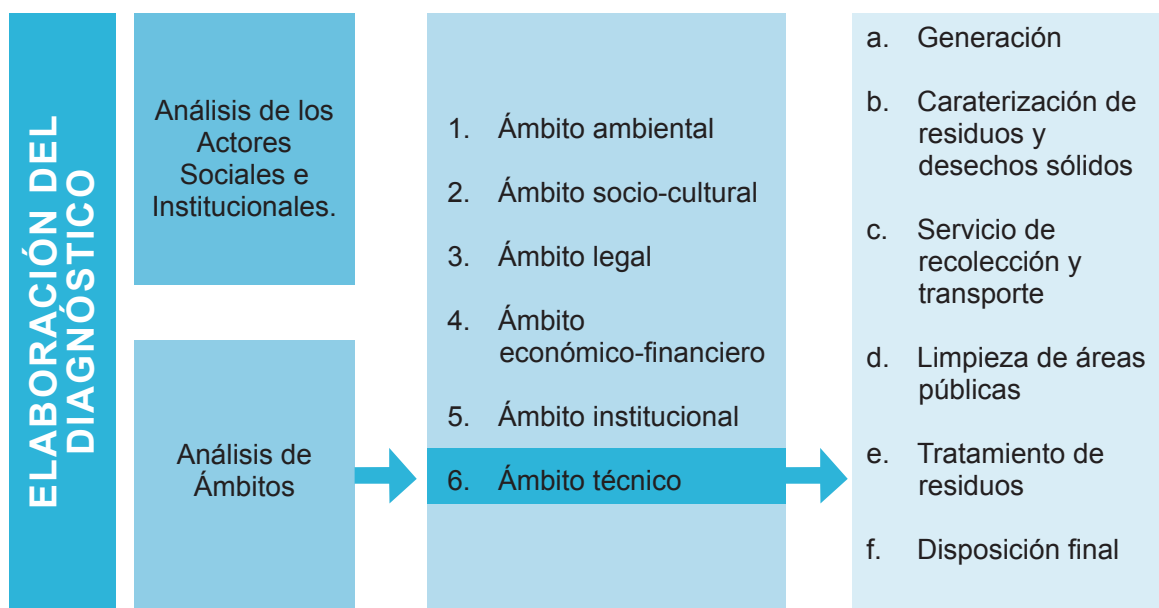 ELABORACIÓN DEL
DIAGNÓSTICO
Análisis de los
Actores
Sociales e
Institucionales.
Análisis de
Ámbitos
1. Ámbito ambiental
2. Ámbito socio-cultural
3. Ámbito legal
4. Ámbito
económico-financiero
5. Ámbito institucional
6. Ámbito técnico
a. Generación
b. Caraterización de
residuos y
desechos sólidos
c. Servicio de
recolección y
transporte
d. Limpieza de áreas
públicas
e. Tratamiento de
residuos
f. Disposición final